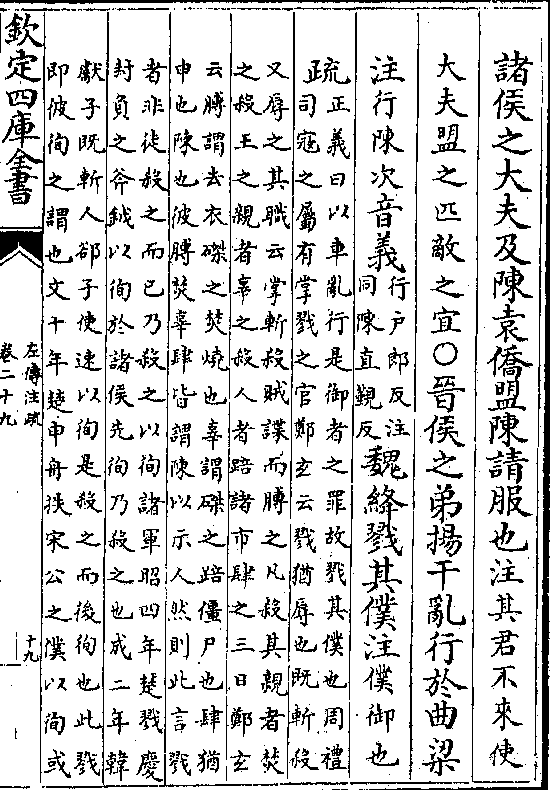 諸侯之大夫及陳袁僑盟陳請服也注其君不來使
大夫盟之匹敵之宜○晉侯之弟揚干亂行於曲梁
注行陳次音義行户郎反注
同陳直覲反魏絳戮其僕注僕御也
疏正義曰以車亂行是御者之罪故戮其僕也周禮
司寇之屬有掌戮之官鄭玄云戮猶辱也既斬殺
又辱之其職云掌斬殺賊諜而膊之凡殺其親者焚
之殺王之親者辜之殺人者踣諸市肆之三日鄭玄
云膊謂去衣磔之焚燒也辜謂磔之踣僵尸也肆猶
申也陳也彼膊焚辜肆皆謂陳以示人然則此言戮
者非徒殺之而已乃殺之以徇諸軍昭四年楚戮慶
封負之斧鉞以徇於諸侯先徇乃殺之也成二年韓
獻子既斬人郤子使速以徇是殺之而後徇也此戮
即彼徇之謂也文十年楚申舟抶宋公之僕以徇或
欽定四庫全書
左傳注疏
卷二十九
十九